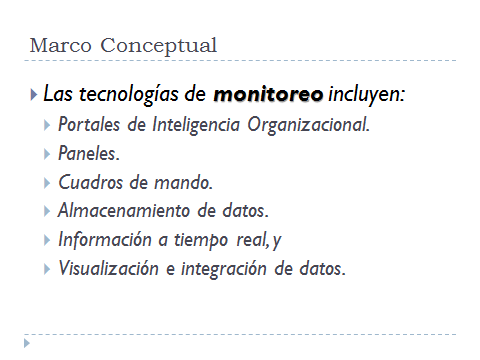 Marco Conceptual
Las tecnologías de monitoreo incluyen:
Portales de Inteligencia Organizacional.
Paneles.
Cuadros de mando.
Almacenamiento de datos.
Información a tiempo real, y
Visualización e integración de datos.